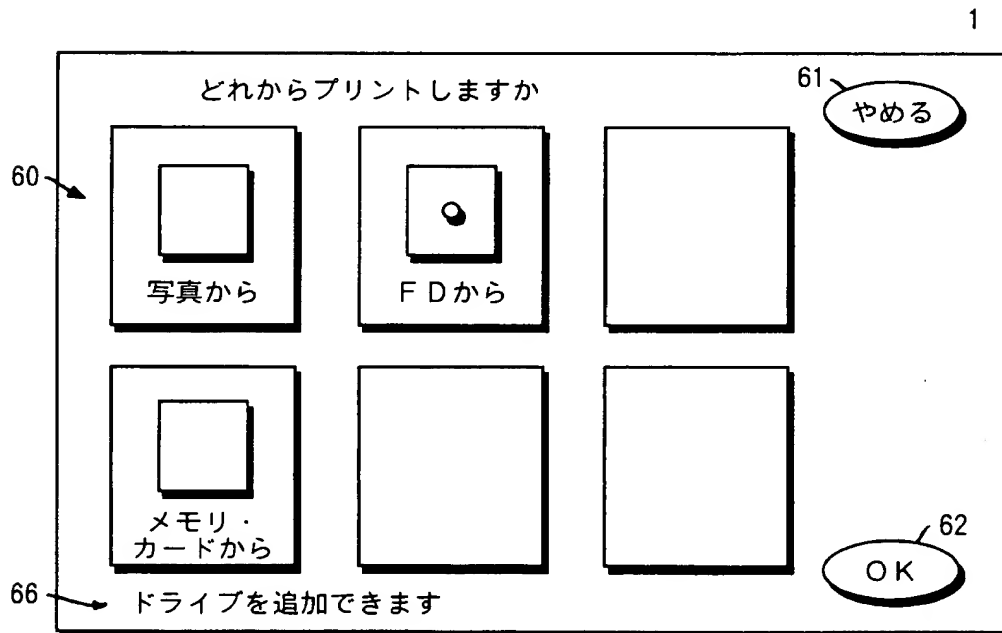 1
どれからプリントしますか
61
やめる
60
写真から
ＦＤから
メモリ・
カードから
62
ＯＫ
66
ドライブを追加できます